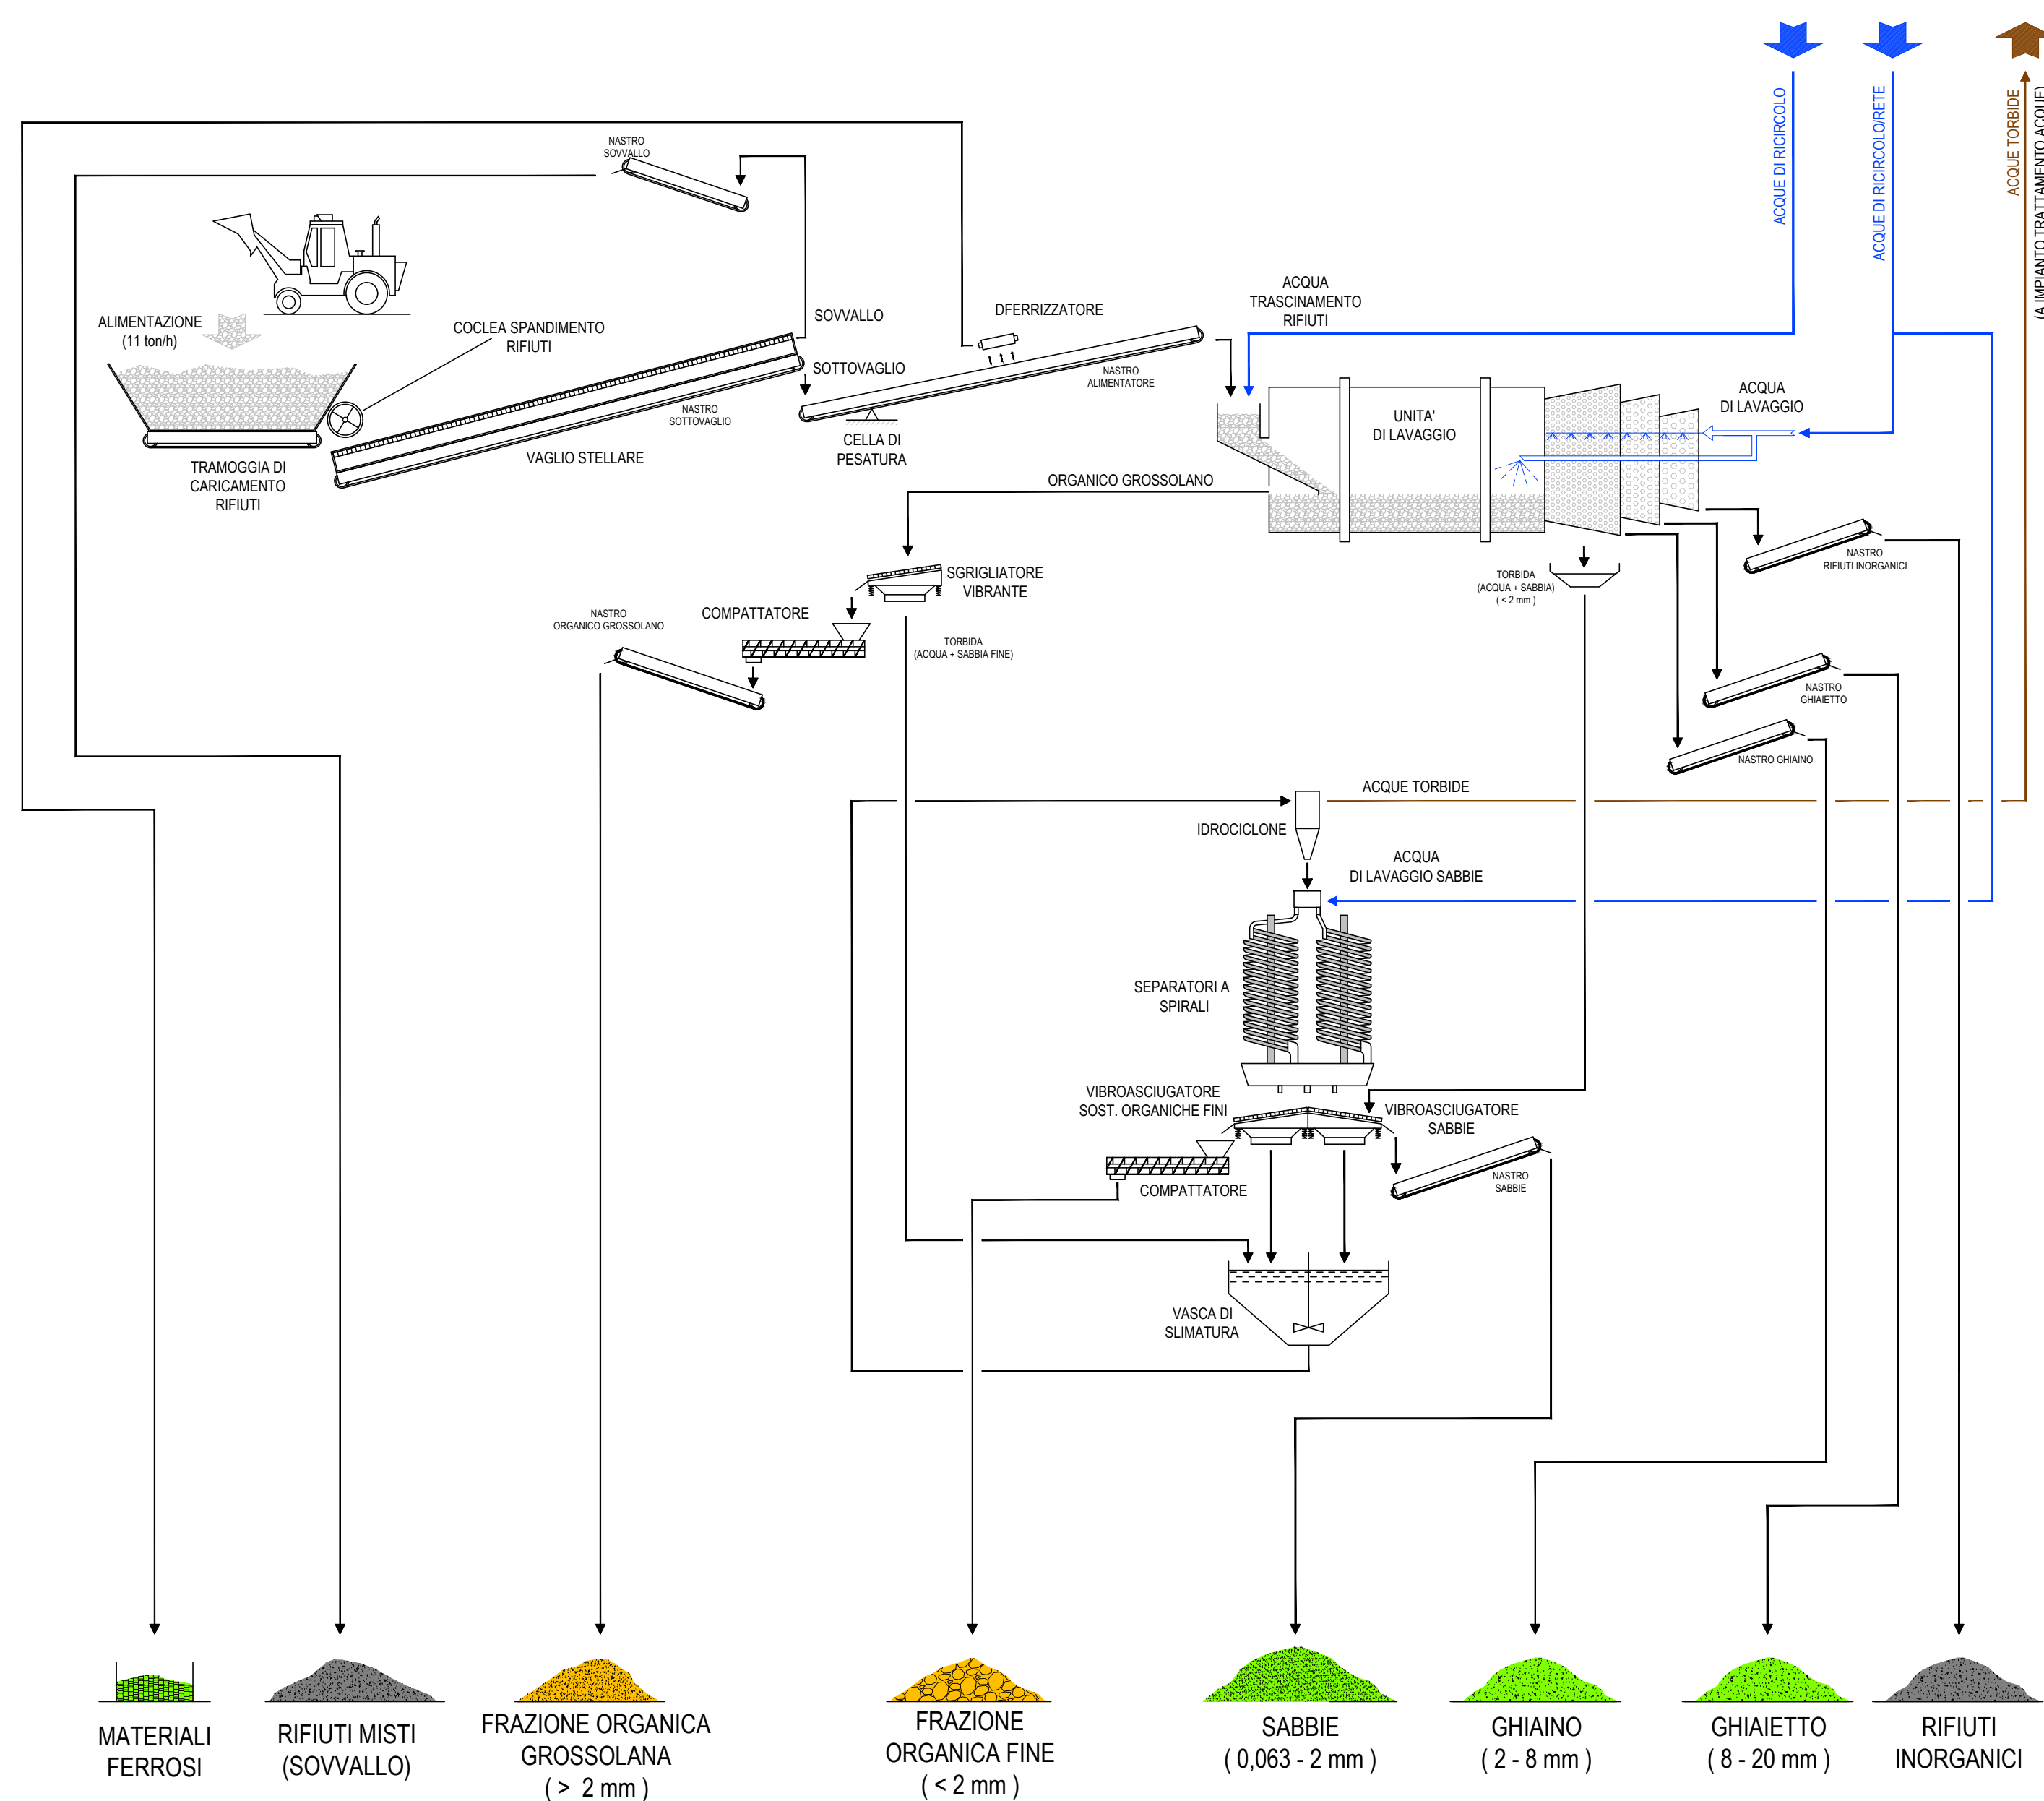 ACQUE DI RICIRCOLO
ACQUE DI RICIRCOLO/RETE
ACQUE TORBIDE
(A IMPIANTO TRATTAMENTO ACQUE)
NASTRO
SOVVALLO
ALIMENTAZIONE
(11 ton/h)
COCLEA SPANDIMENTO
RIFIUTI
SOVVALLO
SOTTOVAGLIO
DFERRIZZATORE
ACQUA
TRASCINAMENTO
RIFIUTI
NASTRO
ALIMENTATORE
NASTRO
SOTTOVAGLIO
CELLA DI
PESATURA
VAGLIO STELLARE
TRAMOGGIA DI
CARICAMENTO
RIFIUTI
UNITA'
DI LAVAGGIO
ACQUA
DI LAVAGGIO
ORGANICO GROSSOLANO
SGRIGLIATORE
VIBRANTE
COMPATTATORE
NASTRO
ORGANICO GROSSOLANO
TORBIDA
(ACQUA + SABBIA FINE)
TORBIDA
(ACQUA + SABBIA)
( < 2 mm )
NASTRO
RIFIUTI INORGANICI
NASTRO
GHIAIETTO
NASTRO GHIAINO
ACQUE TORBIDE
IDROCICLONE
ACQUA
DI LAVAGGIO SABBIE
SEPARATORI A
SPIRALI
VIBROASCIUGATORE
SOST. ORGANICHE FINI
VIBROASCIUGATORE
SABBIE
COMPATTATORE
NASTRO
SABBIE
VASCA DI
SLIMATURA
MATERIALI
FERROSI
RIFIUTI MISTI
(SOVVALLO)
FRAZIONE ORGANICA
GROSSOLANA
( > 2 mm )
FRAZIONE
ORGANICA FINE
( < 2 mm )
SABBIE
( 0,063 - 2 mm )
GHIAINO
( 2 - 8 mm )
GHIAIETTO
( 8 - 20 mm )
RIFIUTI
INORGANICI